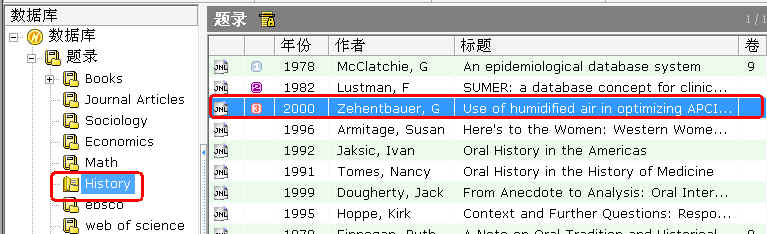 数据库
数据库
题录
Books
Journal Articles
Sociology
Economics
Math
History
ebsco
web of science
题录 1 / 1
年份 作者 标题 卷
JNL 1 1978 McClatchie, G An epidemiological database system 9
JNL 2 1982 Lustman, F SUMER: a database concept for clinic...
JNL 3 2000 Zehentbauer, G Use of humidified air in optimizing APCI...
JNL 1996 Armitage, Susan Here's to the Women: Western Wome...
JNL 1992 Jaksic, Ivan Oral History in the Americas
JNL 1991 Tomes, Nancy Oral History in the History of Medicine
JNL 1999 Dougherty, Jack From Anecdote to Analysis: Oral Inter...
JNL 1995 Hoppe, Kirk Context and Further Questions: Respo...